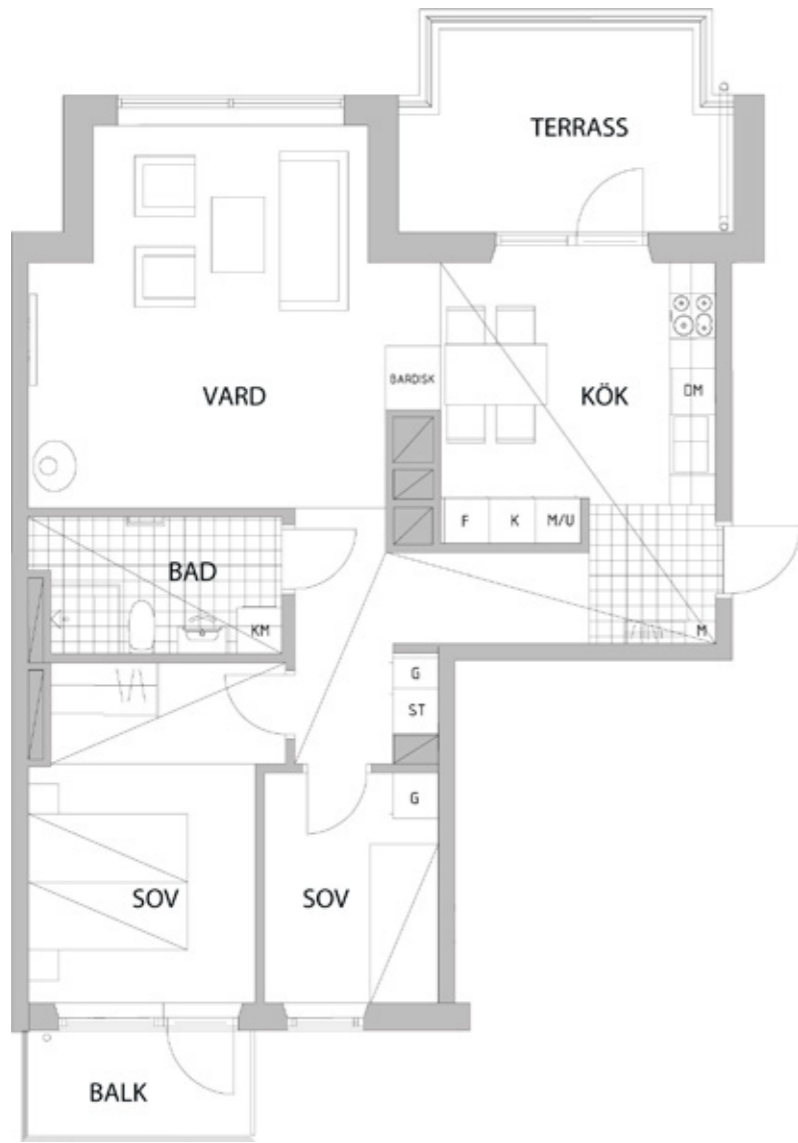 TERRASS
VARD
BARDISK
KÖK
DM
F K M/U
BAD
KM
M
G
ST
G
SOV
SOV
BALK